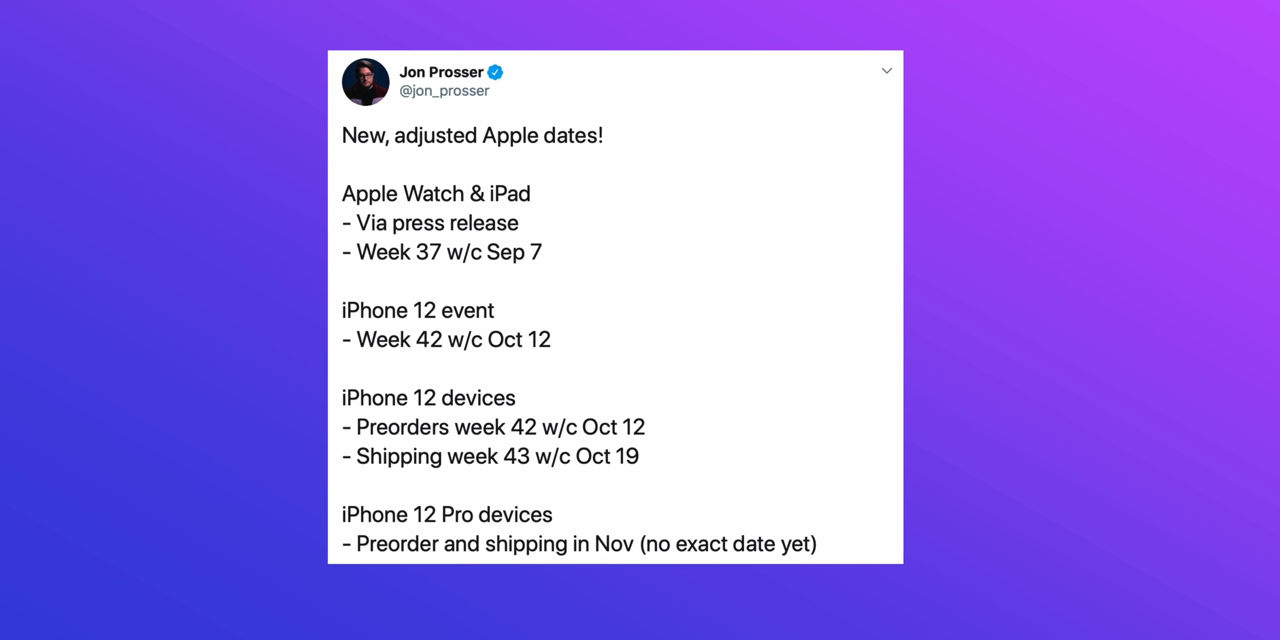 Jon Prosser
@jon_prosser
New, adjusted Apple dates!
Apple Watch & iPad
- Via press release
- Week 37 w/c Sep 7
iPhone 12 event
- Week 42 w/c Oct 12
iPhone 12 devices
- Preorders week 42 w/c Oct 12
- Shipping week 43 w/c Oct 19
iPhone 12 Pro devices
- Preorder and shipping in Nov (no exact date yet)